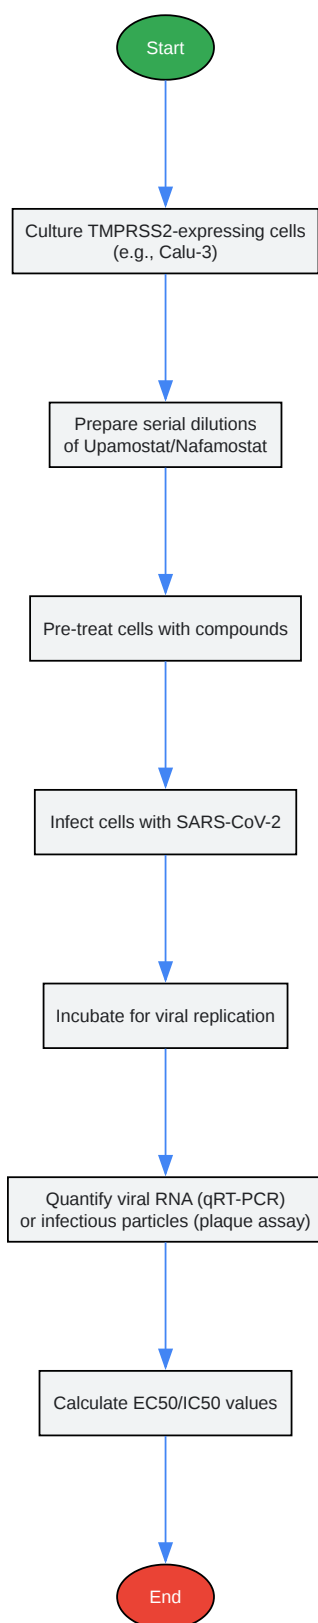 Start
Culture TMPRSS2-expressing cells
(e.g., Calu-3)
Prepare serial dilutions
of Upamostat/Nafamostat
Pre-treat cells with compounds
Infect cells with SARS-CoV-2
Incubate for viral replication
Quantify viral RNA (qRT-PCR)
or infectious particles (plaque assay)
Calculate EC50/IC50 values
End